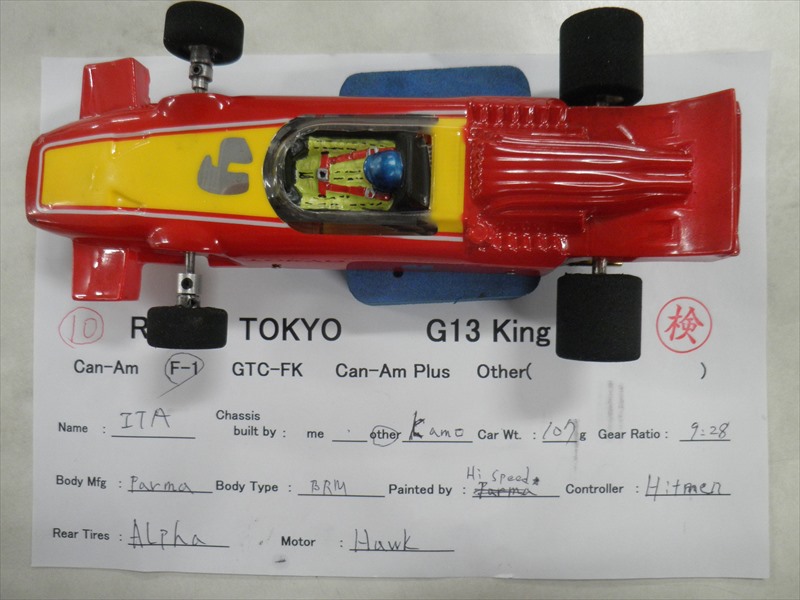 5
10 R TOKYO G13 King 検
Can-Am F-1 GTC-FK Can-Am Plus Other( )
Name : ITA Chassis built by : me . other Kamo Car Wt. : 107 g Gear Ratio : 9:28
Body Mfg : Parma Body Type : BRM Painted by : Hi Speed Parma Controller : Hitmen
Rear Tires : ALpha Motor : Hawk